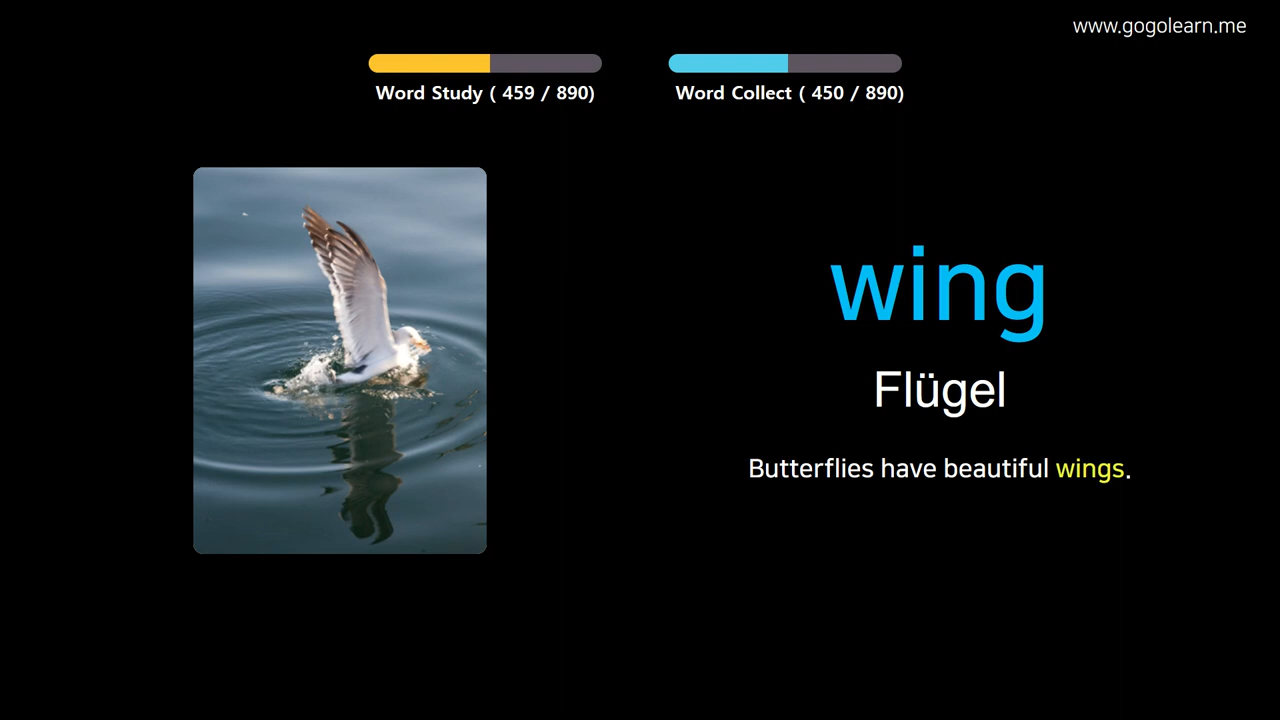 www.gogolearn.me
Word Study ( 459 / 890)
Word Collect ( 450 / 890)
wing
Flügel
Butterflies have beautiful wings.